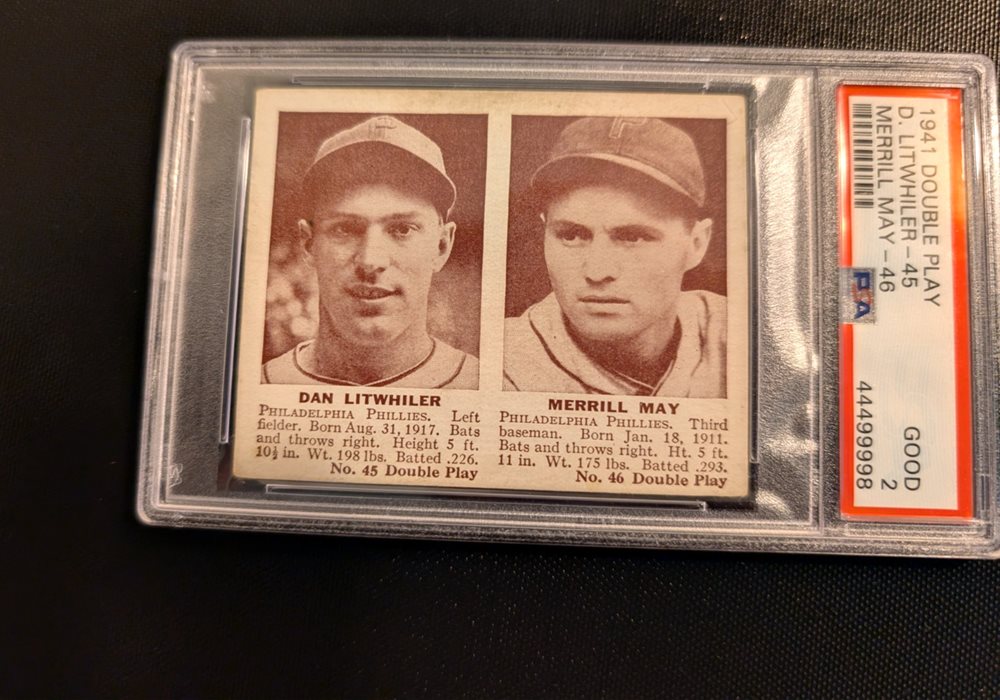 DAN LITWHILER
PHILADELPHIA PHILLIES. Left
fielder. Born Aug. 31, 1917. Bats
and throws right. Height 5 ft.
10½ in. Wt. 198 lbs. Batted .226.
No. 45 Double Play
MERRILL MAY
PHILADELPHIA PHILLIES. Third
baseman. Born Jan. 18, 1911.
Bats and throws right. Ht. 5 ft.
11 in. Wt. 175 lbs. Batted .293.
No. 46 Double Play
P
1941 DOUBLE PLAY
D. LITWHILER-45
MERRILL MAY-46
GOOD
2
44499998